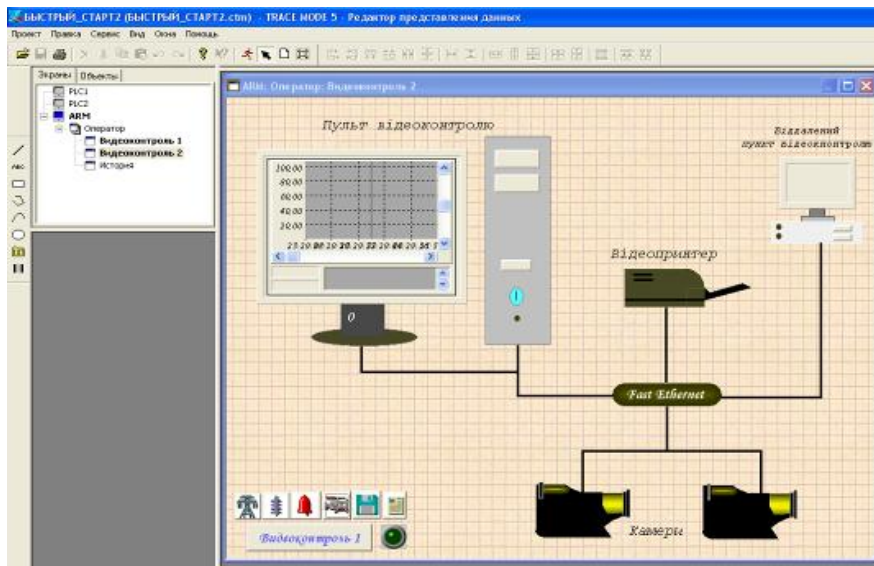 БЫСТРЫЙ_СТАРТ2 (БЫСТРЫЙ_СТАРТ2.ctm) - TRACE MODE 5 - Редактор представления данных
Проект Правка Сервис Вид Окна Помощь
Экраны Объекты
PLC1
PLC2
ARM
Оператор
Видеоконтроль 1
Видеоконтроль 2
История
ABC
ARM: Оператор: Видеоконтроль 2
Пульт відеоконтролю
Віддалений
пункт відеоконтролю
100.00
80.00
60.00
40.00
20.00
0
Відеопринтер
Fast Ethernet
Камеры
Видеоконтроль 1